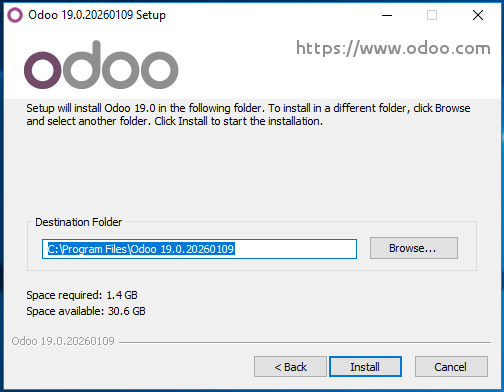 Odoo 19.0.20260109 Setup
odoo
https://www.odoo.com
Setup will install Odoo 19.0 in the following folder. To install in a different folder, click Browse
and select another folder. Click Install to start the installation.
Destination Folder
C:\Program Files\Odoo 19.0.20260109
Browse...
Space required: 1.4 GB
Space available: 30.6 GB
Odoo 19.0.20260109
< Back
Install
Cancel